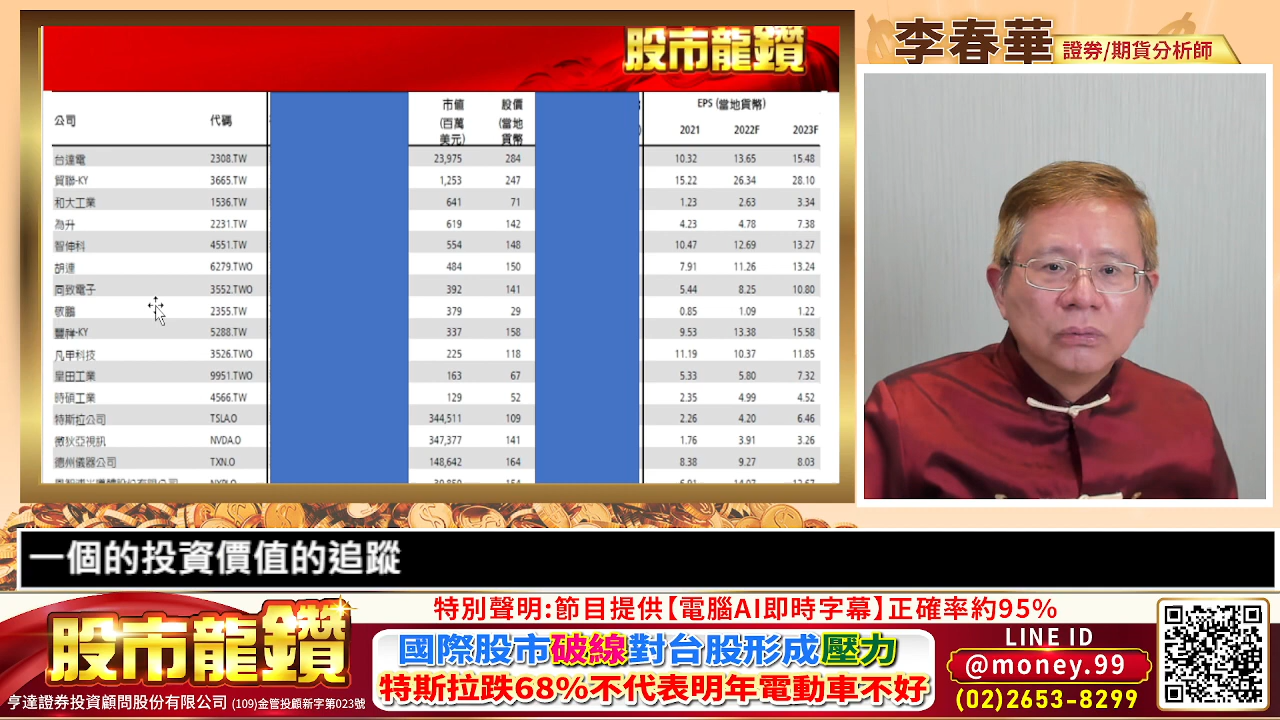 股市龍鑽
李春華 證券/期貨分析師
公司 代碼 市值 (百萬 美元) 股價 (當地 貨幣 EPS (當地貨幣)
2021 2022F 2023F
台達電 2308.TW 23,975 284 10.32 13.65 15.48
貿聯-KY 3665.TW 1,253 247 15.22 26.34 28.10
和大工業 1536.TW 641 71 1.23 2.63 3.34
為升 2231.TW 619 142 4.23 4.78 7.38
智伸科 4551.TW 554 148 10.47 12.69 13.27
胡連 6279.TWO 484 150 7.91 11.26 13.24
同致電子 3552.TWO 392 141 5.44 8.25 10.80
敬鵬 2355.TW 379 29 0.85 1.09 1.22
豐祥-KY 5288.TW 337 158 9.53 13.38 15.58
凡甲科技 3526.TWO 225 118 11.19 10.37 11.85
皇田工業 9951.TWO 163 67 5.33 5.80 7.32
時碩工業 4566.TW 129 52 2.35 4.99 4.52
特斯拉公司 TSLA.O 344,511 109 2.26 4.20 6.46
輝達 NVDA.O 347,377 141 1.76 3.91 3.26
德州儀器公司 TXN.O 148,642 164 8.38 9.27 8.03
一個的投資價值的追蹤
特別聲明:節目提供【電腦AI即時字幕】正確率約95%
股市龍鑽
國際股市破線對台股形成壓力
特斯拉跌68%不代表明年電動車不好
亨達證券投資顧問股份有限公司 (109)金管投顧新字第023號
LINE ID
@money.99
(02)2653-8299